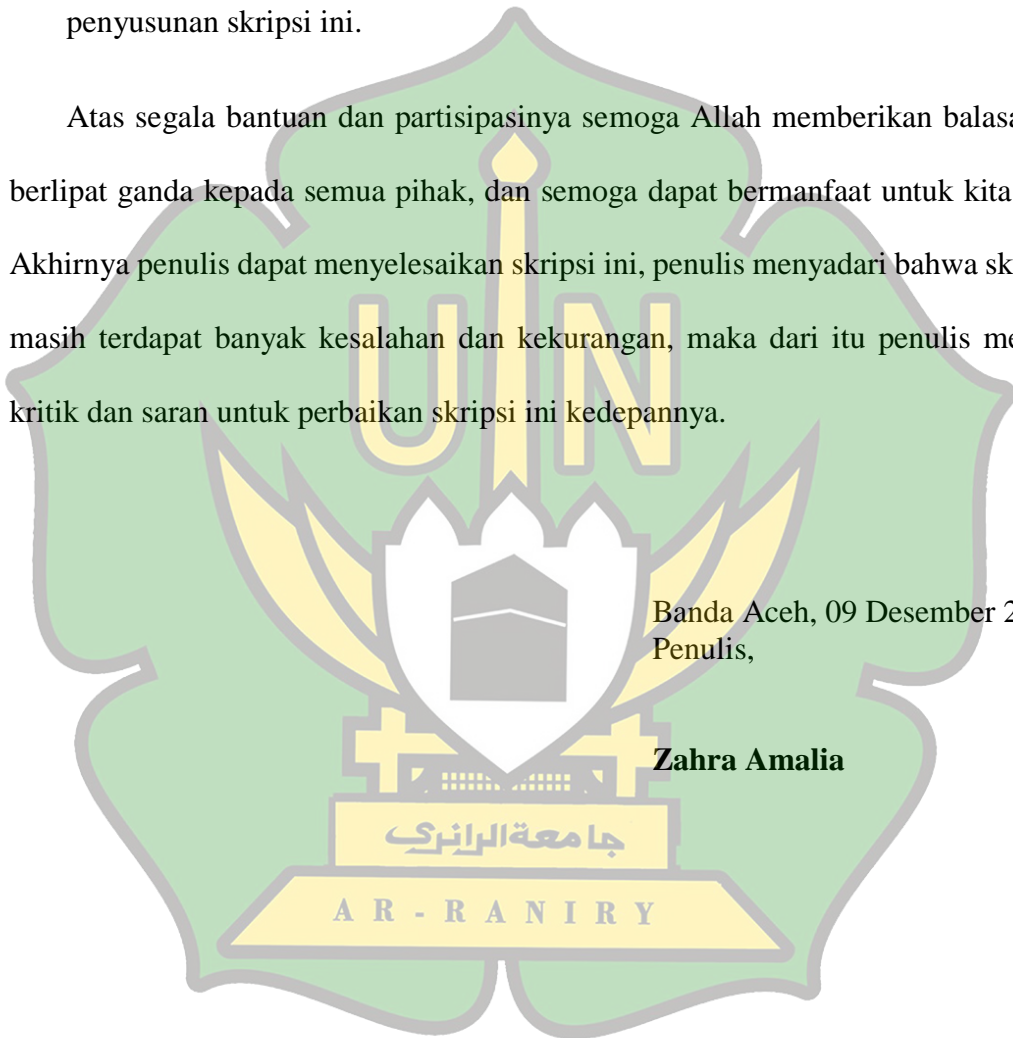 penyusunan skripsi ini.
Atas segala bantuan dan partisipasinya semoga Allah memberikan balasa
berlipat ganda kepada semua pihak, dan semoga dapat bermanfaat untuk kita
Akhirnya penulis dapat menyelesaikan skripsi ini, penulis menyadari bahwa sk
masih terdapat banyak kesalahan dan kekurangan, maka dari itu penulis me
kritik dan saran untuk perbaikan skripsi ini kedepannya.
UIN
Banda Aceh, 09 Desember 2
Penulis,
Zahra Amalia
جامعة الرانري
AR-RANIRY